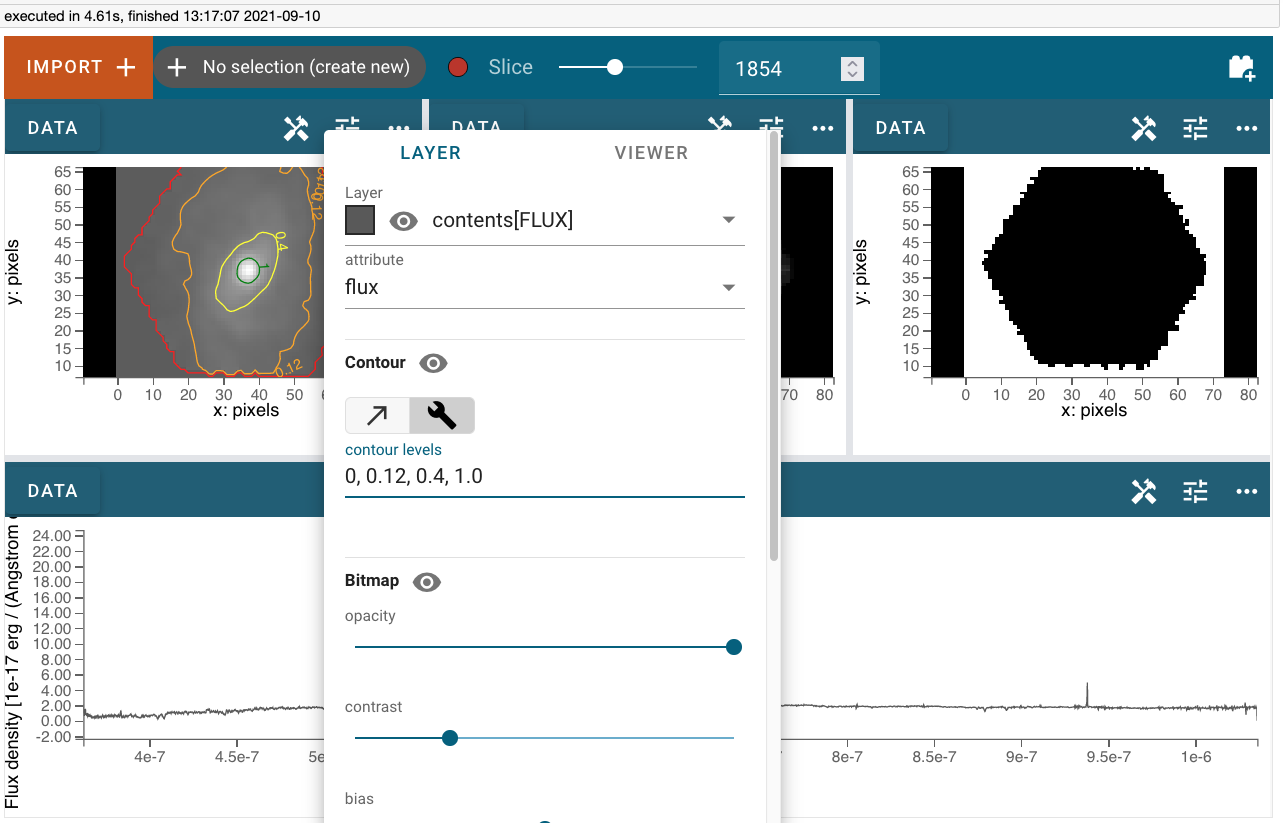 executed in 4.61s, finished 13:17:07 2021-09-10
IMPORT + + No selection (create new) Slice 1854
DATA DATA DATA
65
60
55
50
45
40
35
30
25
20
15
10
y: pixels
0.12
0.4
1
0.12
0 10 20 30 40 50
x: pixels
70 80
65
60
55
50
45
40
35
30
25
20
15
10
y: pixels
0 10 20 30 40 50 60 70 80
x: pixels
LAYER VIEWER
Layer
contents[FLUX]
attribute
flux
Contour
contour levels
0, 0.12, 0.4, 1.0
Bitmap
opacity
contrast
bias
DATA
24.00
22.00
20.00
18.00
16.00
14.00
12.00
10.00
8.00
6.00
4.00
2.00
0.00
-2.00
Flux density [1e-17 erg / (Angstrom
4e-7 4.5e-7 5e 8e-7 8.5e-7 9e-7 9.5e-7 1e-6